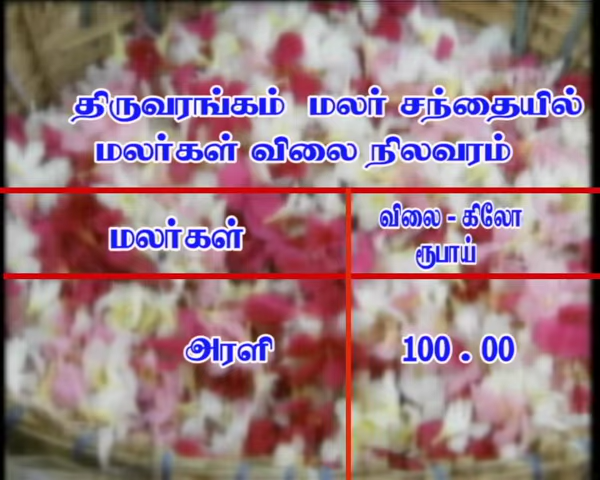 திருவரங்கம் மலர் சந்தையில்
மலர்கள் விலை நிலவரம்
மலர்கள்
விலை - கிலோ
ரூபாய்
அரளி
100 . 00